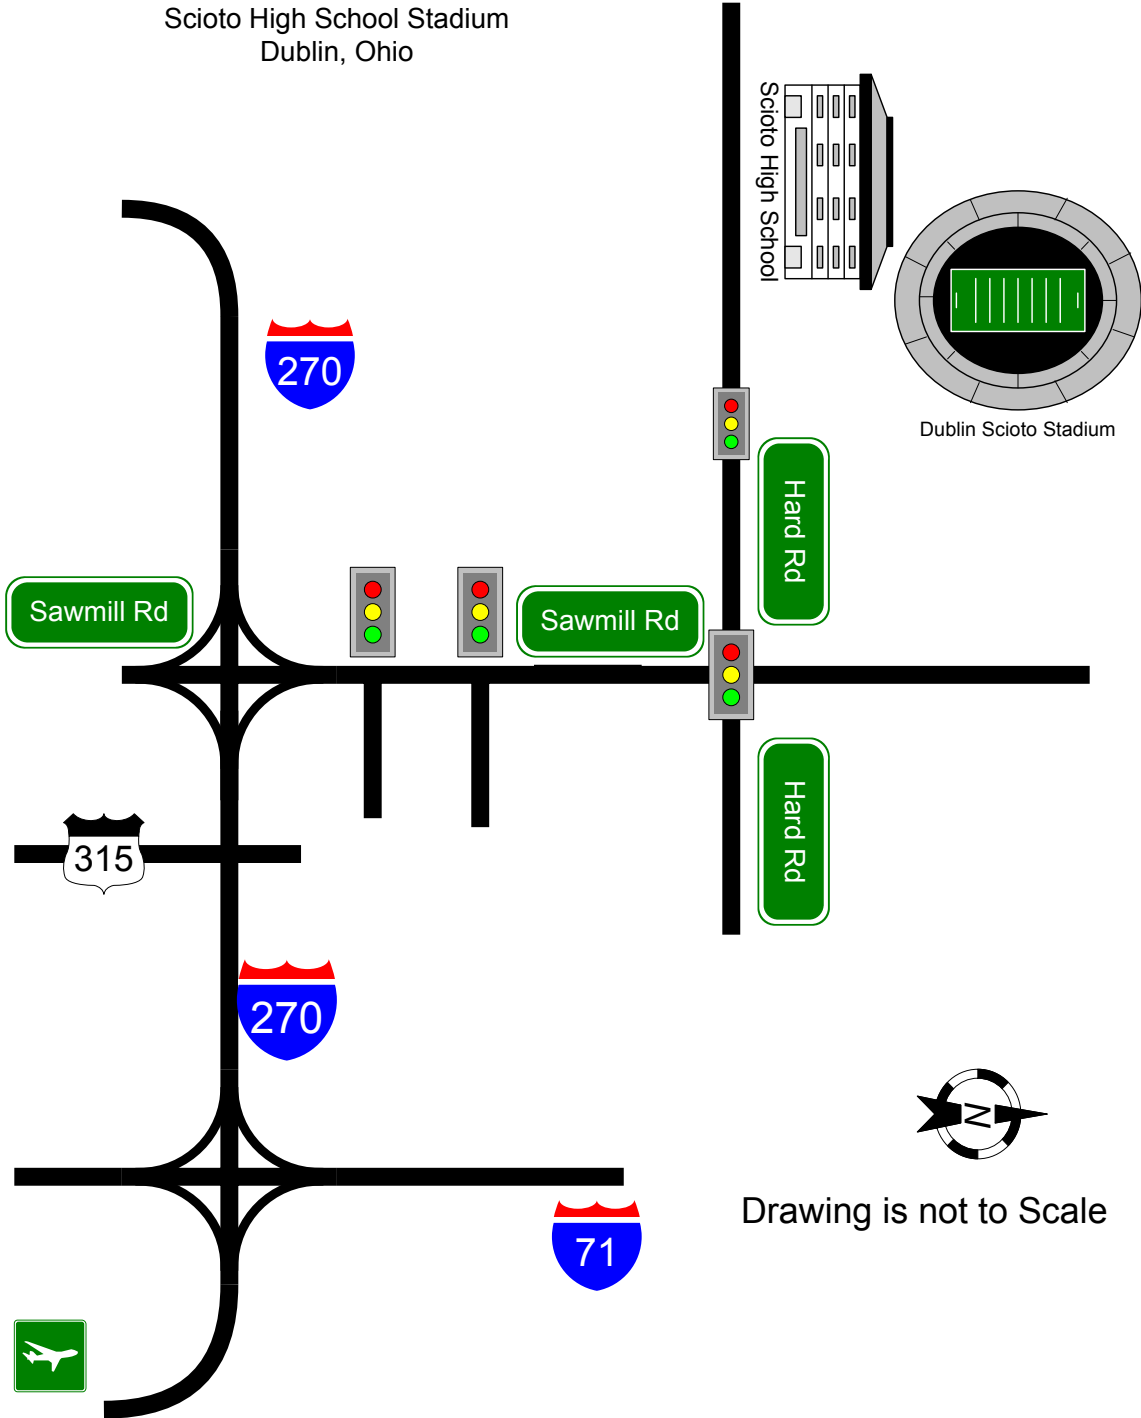 Scioto High School Stadium
Dublin, Ohio
Scioto High School
Dublin Scioto Stadium
270
Hard Rd
Sawmill Rd
Sawmill Rd
Hard Rd
315
270
N
Drawing is not to Scale
71